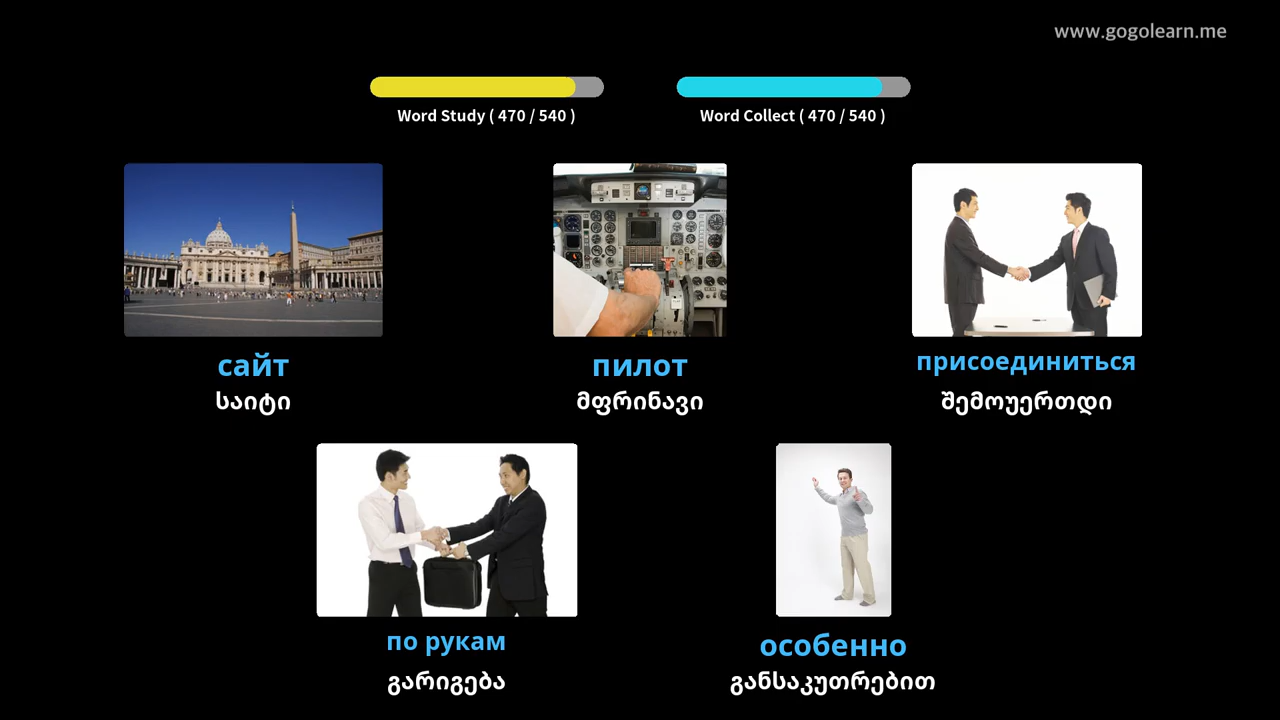 www.gogolearn.me
Word Study ( 470 / 540 )
Word Collect ( 470 / 540 )
сайт
საიტი
пилот
მფრინავი
присоединиться
შემოუერთდი
по рукам
გარიგება
особенно
განსაკუთრებით